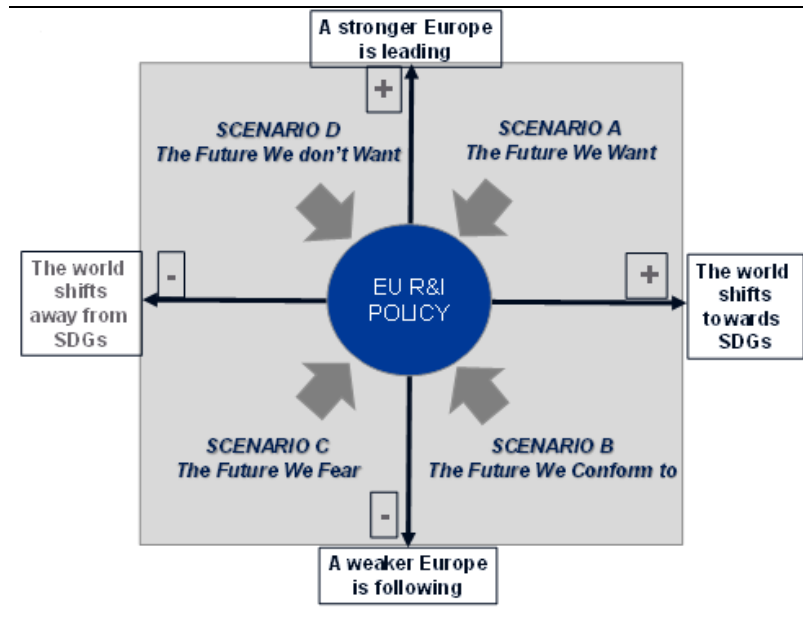 A stronger Europe
is leading
+
SCENARIO D
The Future We don't Want
SCENARIO A
The Future We Want
The world
shifts
away from
SDGs
-
EU R&I
POLICY
+
The world
shifts
towards
SDGs
SCENARIO C
The Future We Fear
SCENARIO B
The Future We Conform to
-
A weaker Europe
is following